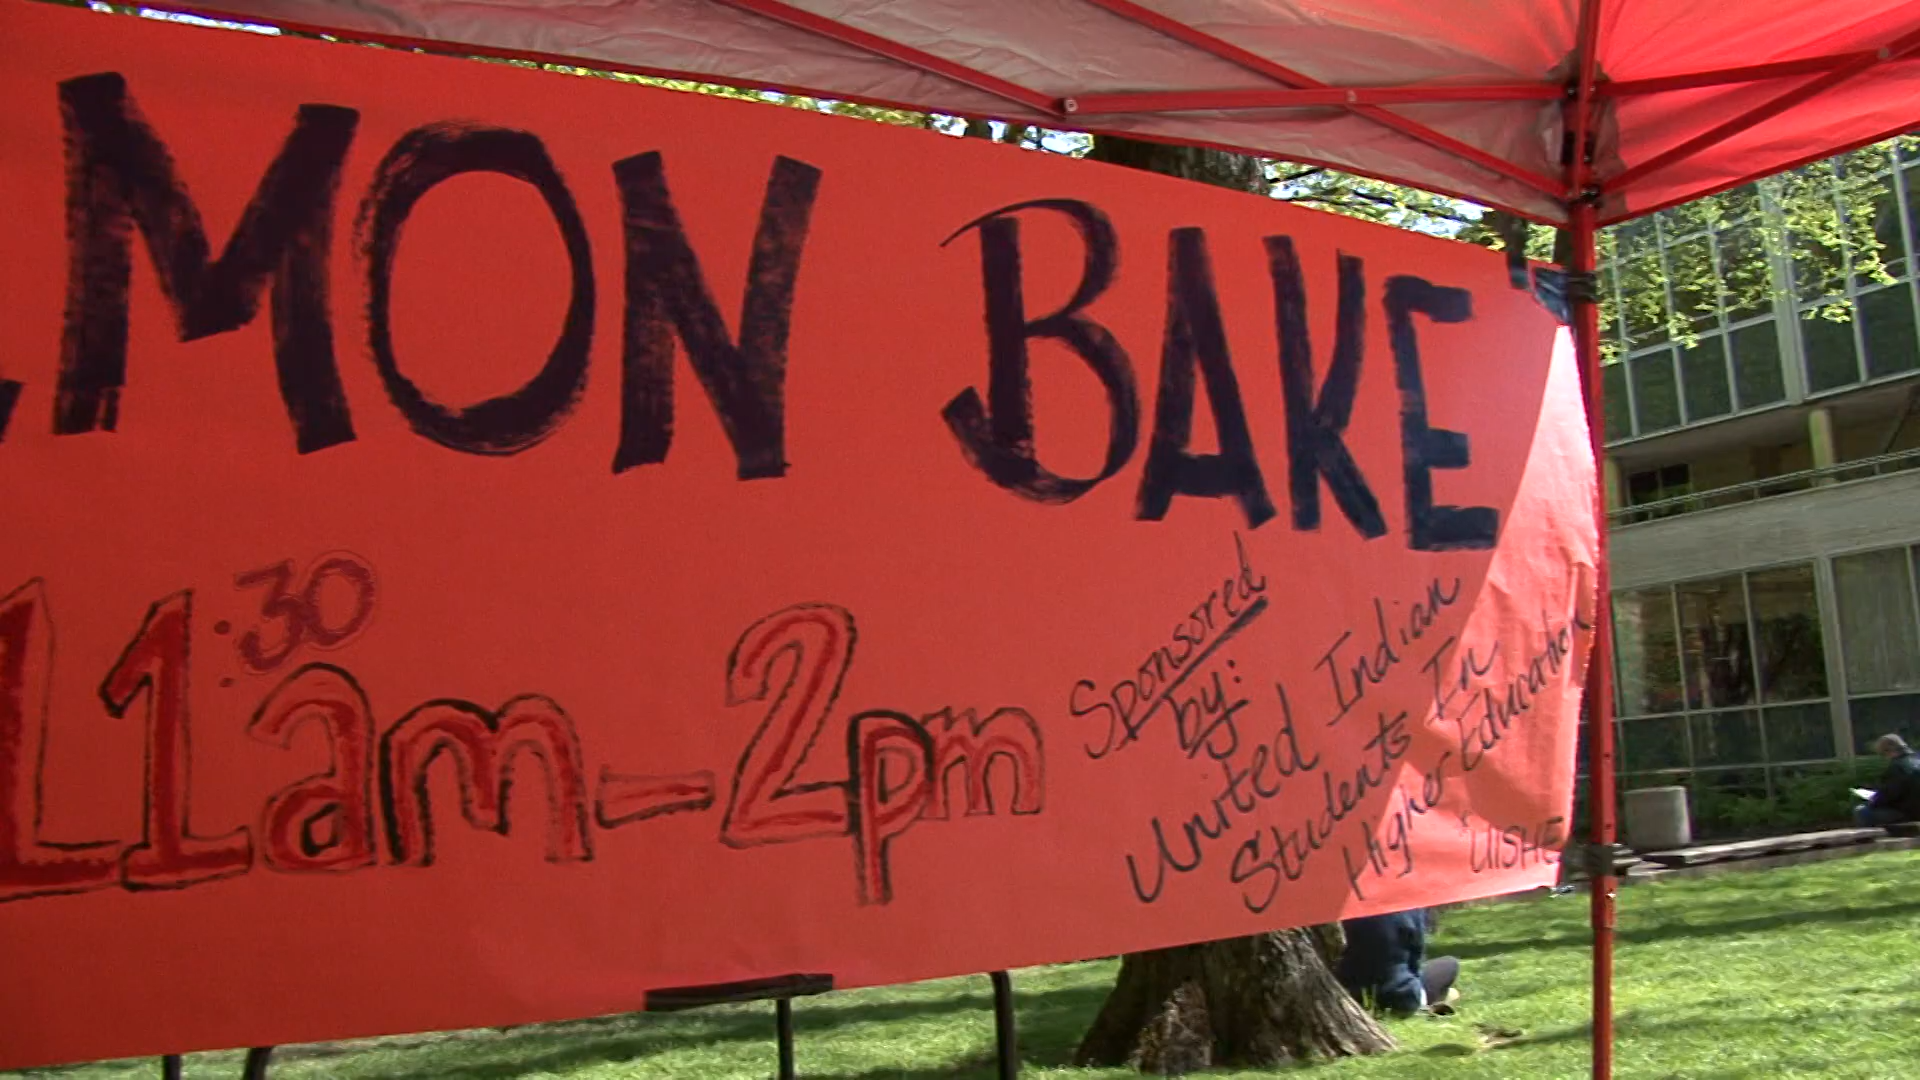 MON BAKE
11:30am-2pm
Sponsored
by:
United Indian
Students In
Higher Education
"UISHE